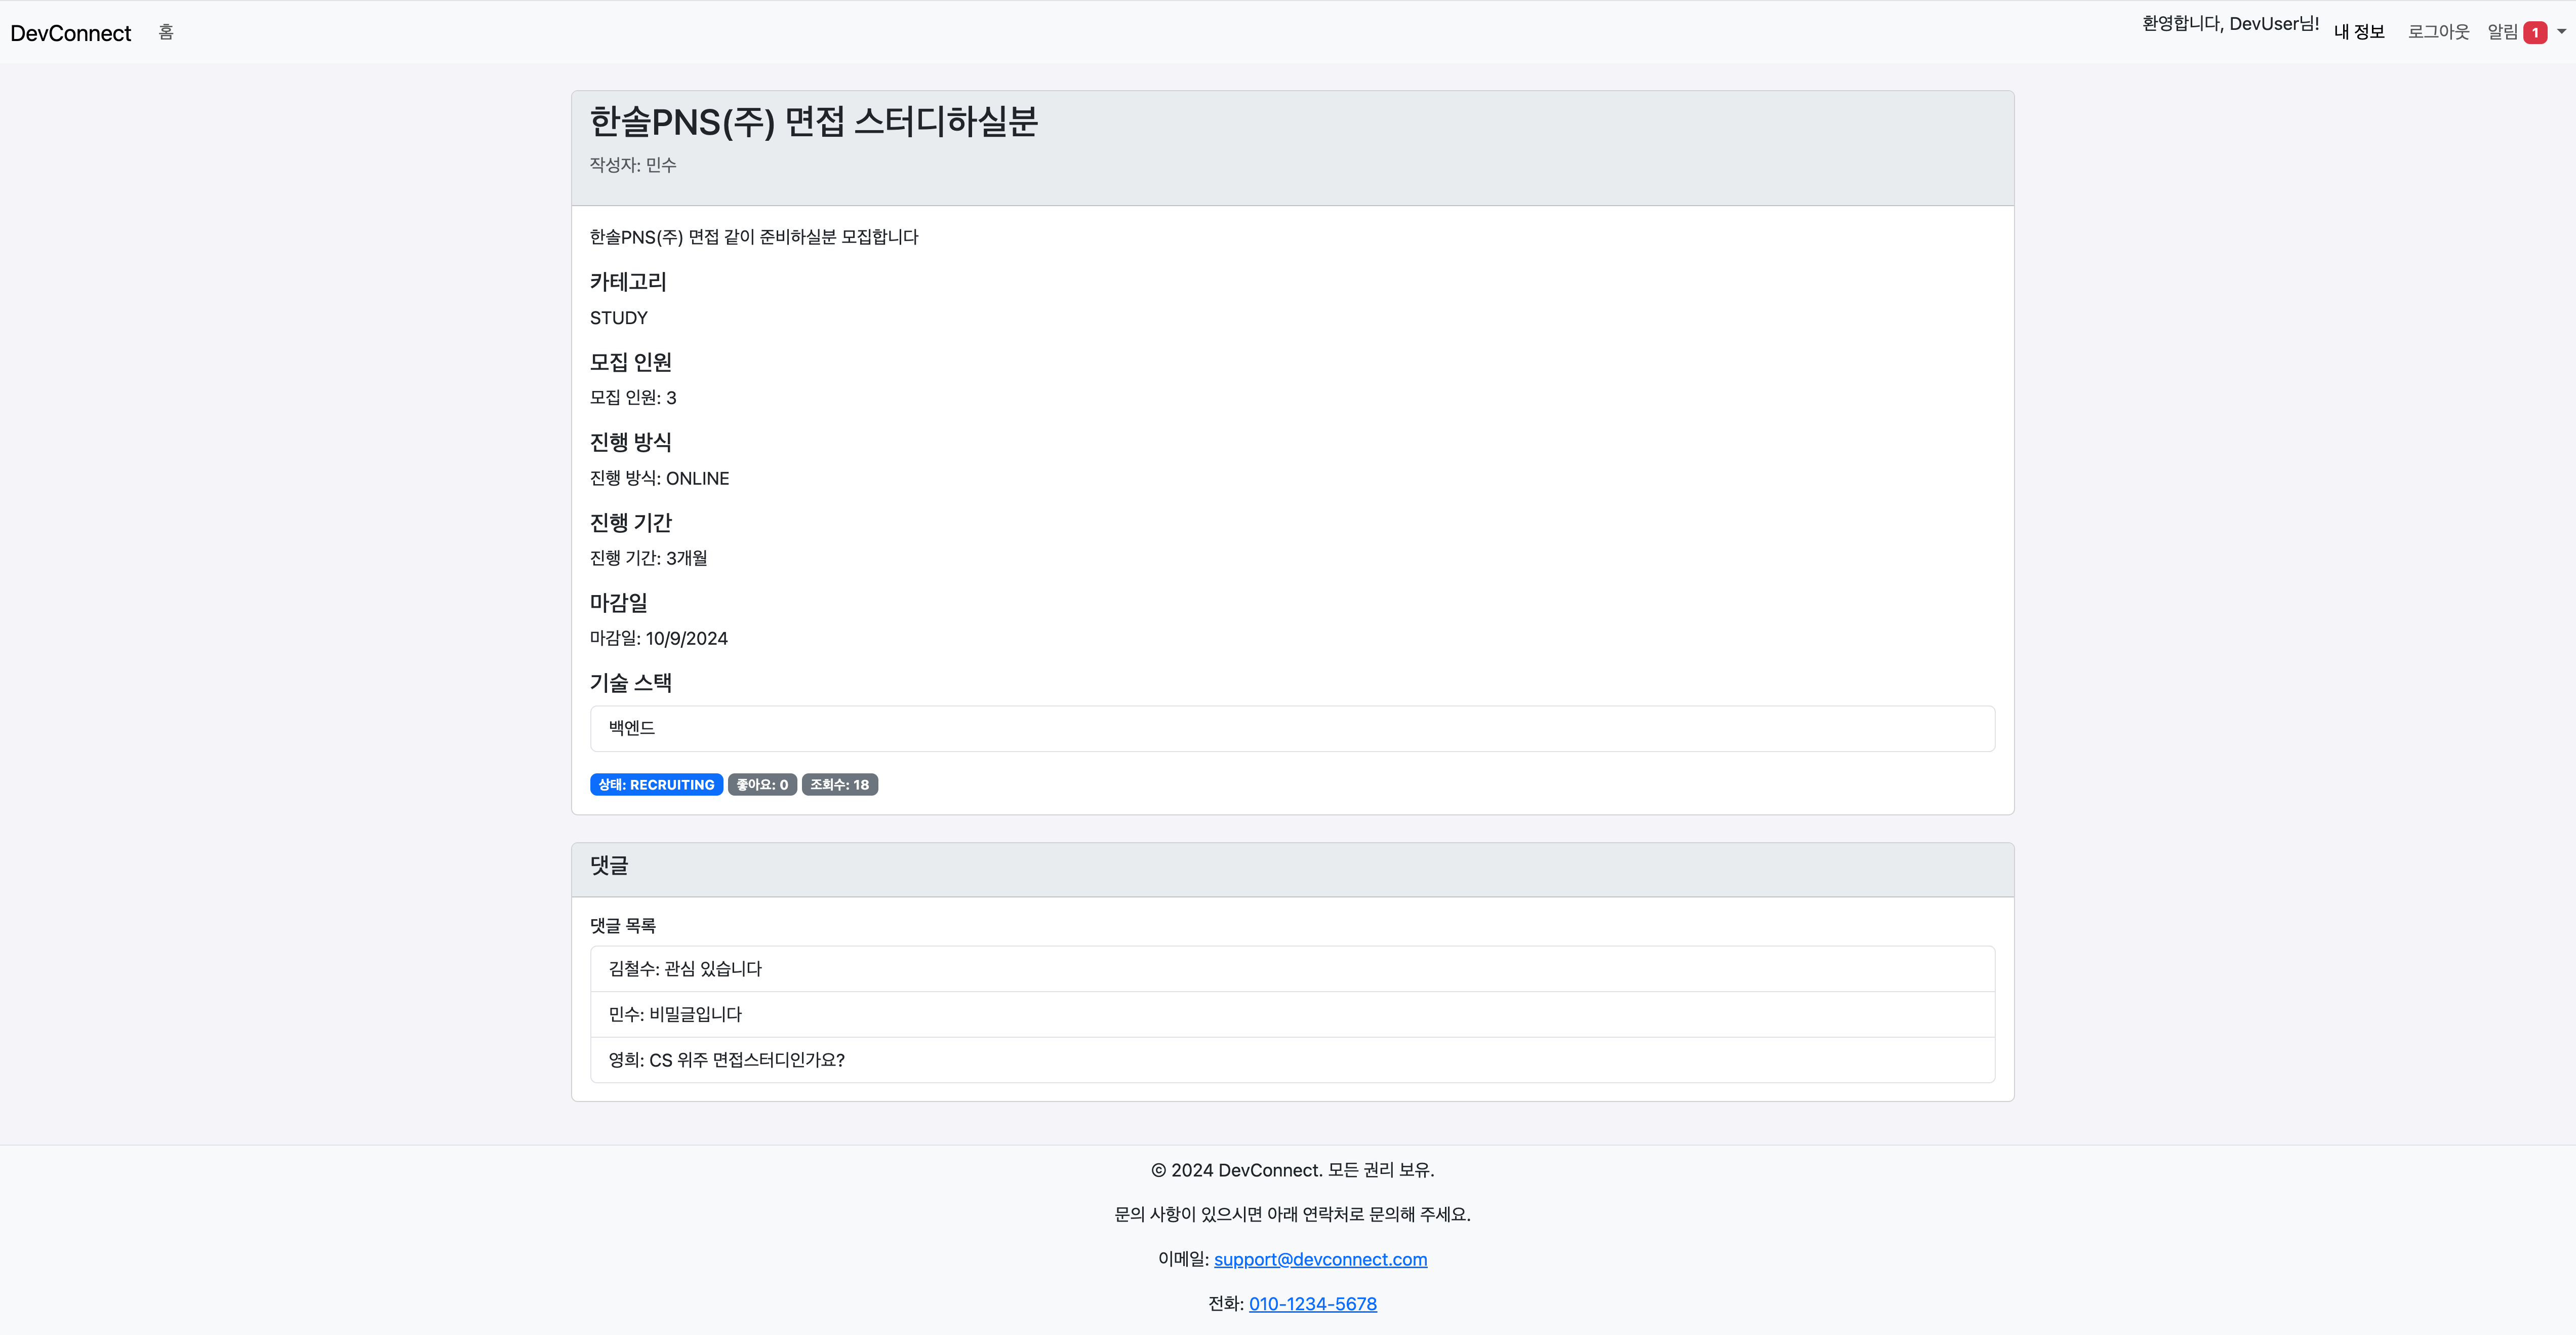 DevConnect 홈 환영합니다, DevUser님! 내 정보 로그아웃 알림 1
한솔PNS(주) 면접 스터디하실분
작성자: 민수
한솔PNS(주) 면접 같이 준비하실분 모집합니다
카테고리
STUDY
모집 인원
모집 인원: 3
진행 방식
진행 방식: ONLINE
진행 기간
진행 기간: 3개월
마감일
마감일: 10/9/2024
기술 스택
백엔드
상태: RECRUITING 좋아요: 0 조회수: 18
댓글
댓글 목록
김철수: 관심 있습니다
민수: 비밀글입니다
영희: CS 위주 면접스터디인가요?
© 2024 DevConnect. 모든 권리 보유.
문의 사항이 있으시면 아래 연락처로 문의해 주세요.
이메일: support@devconnect.com
전화: 010-1234-5678